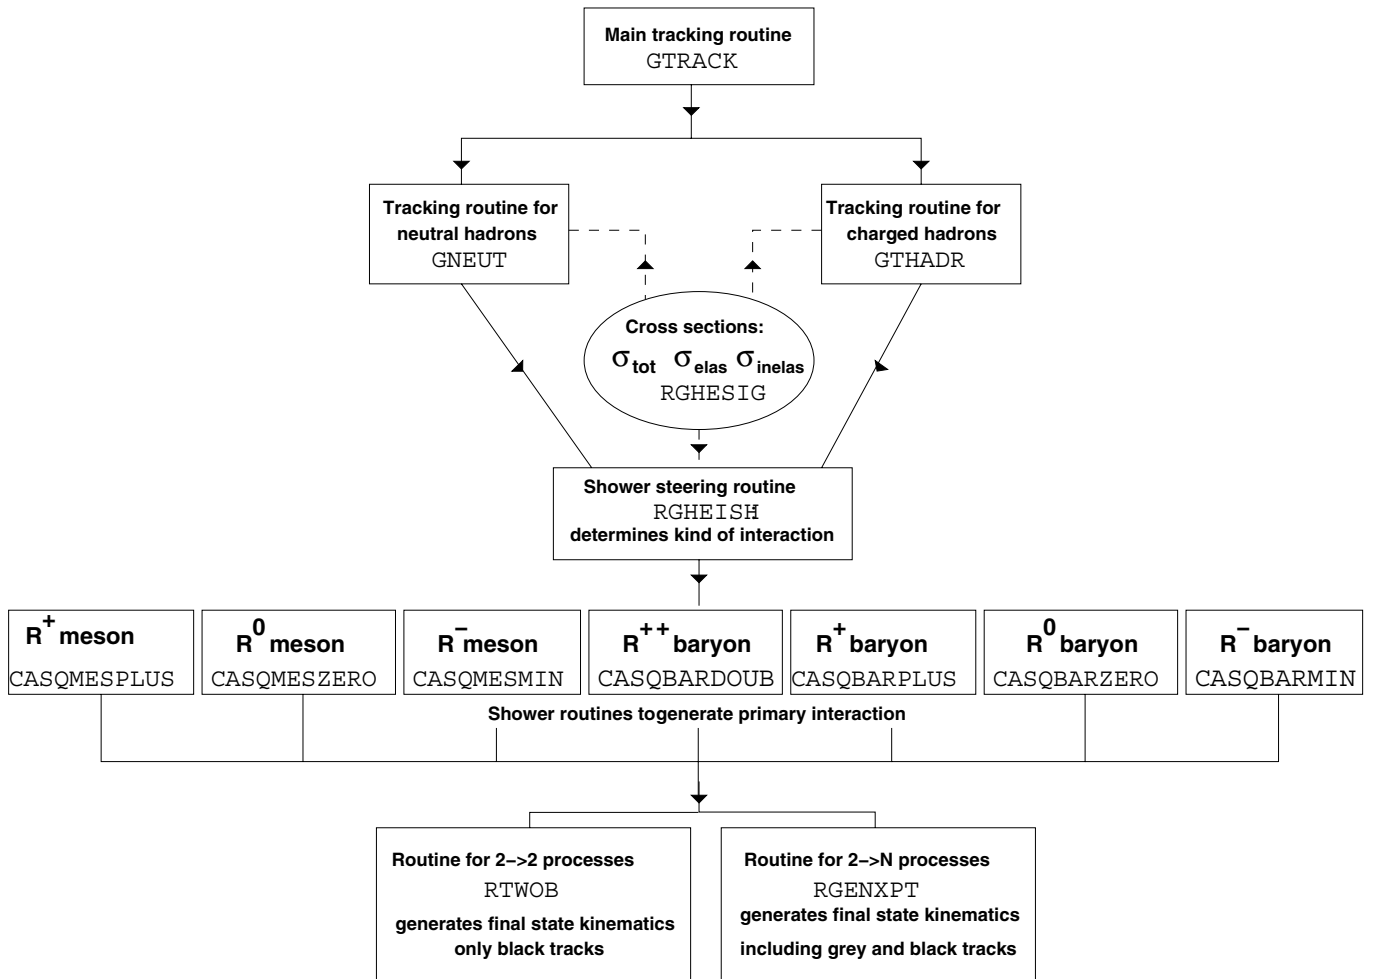 Main tracking routine
GTRACK
Tracking routine for
neutral hadrons
GNEUT
Tracking routine for
charged hadrons
GTHADR
Cross sections:
σtot σelas σinelas
RGHESIG
Shower steering routine
RGHEISH
determines kind of interaction
R+ meson
CASQMESPLUS
R0 meson
CASQMESZERO
R− meson
CASQMESMIN
R++ baryon
CASQBARDOUB
R+ baryon
CASQBARPLUS
R0 baryon
CASQBARZERO
R− baryon
CASQBARMIN
Shower routines togenerate primary interaction
Routine for 2−>2 processes
RTWOB
generates final state kinematics
only black tracks
Routine for 2−>N processes
RGENXPT
generates final state kinematics
including grey and black tracks